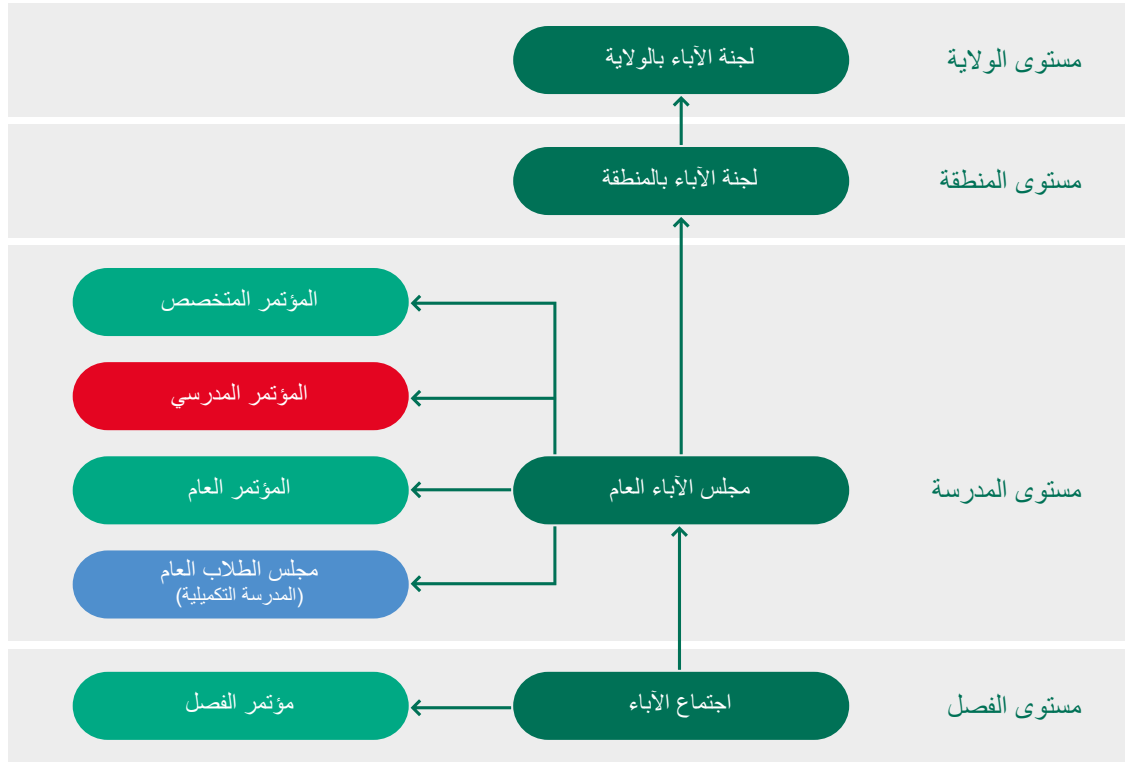 مستوى الولاية
لجنة الآباء بالولاية
مستوى المنطقة
لجنة الآباء بالمنطقة
مستوى المدرسة
المؤتمر المتخصص
المؤتمر المدرسي
مجلس الآباء العام
المؤتمر العام
مجلس الطلاب العام
(المدرسة التكميلية)
مستوى الفصل
اجتماع الآباء
مؤتمر الفصل